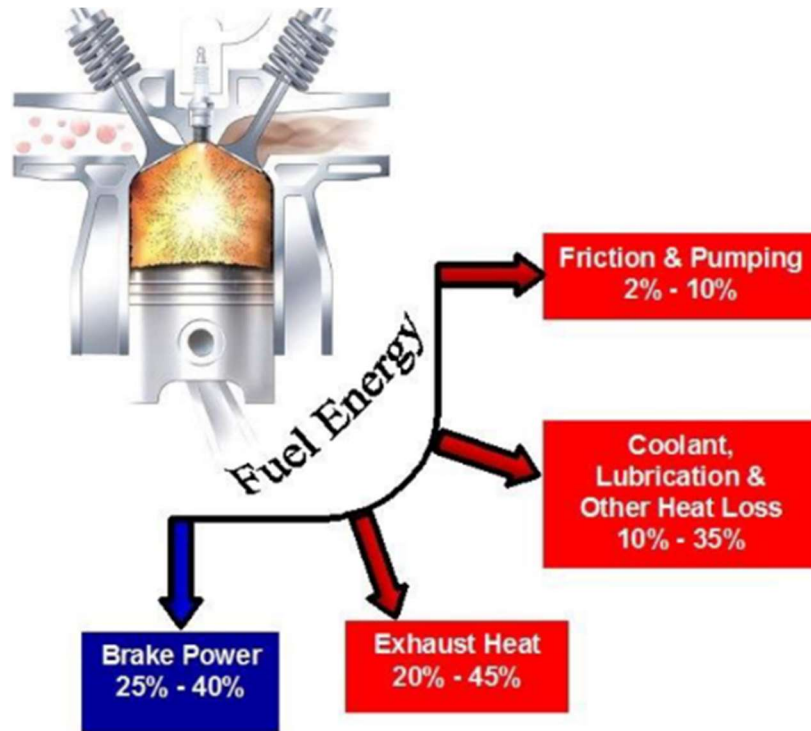 Friction & Pumping
2% - 10%
Fuel Energy
Coolant,
Lubrication &
Other Heat Loss
10% - 35%
Brake Power
25% - 40%
Exhaust Heat
20% - 45%